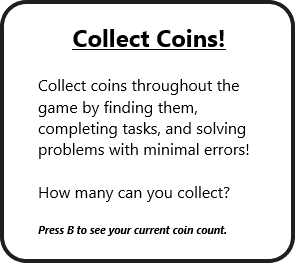 Collect Coins!
Collect coins throughout the
game by finding them,
completing tasks, and solving
problems with minimal errors!
How many can you collect?
Press B to see your current coin count.